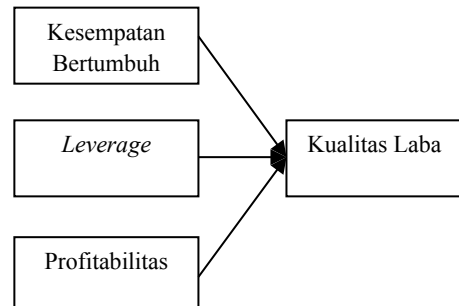 Kesempatan
Bertumbuh
Leverage
Kualitas Laba
Profitabilitas